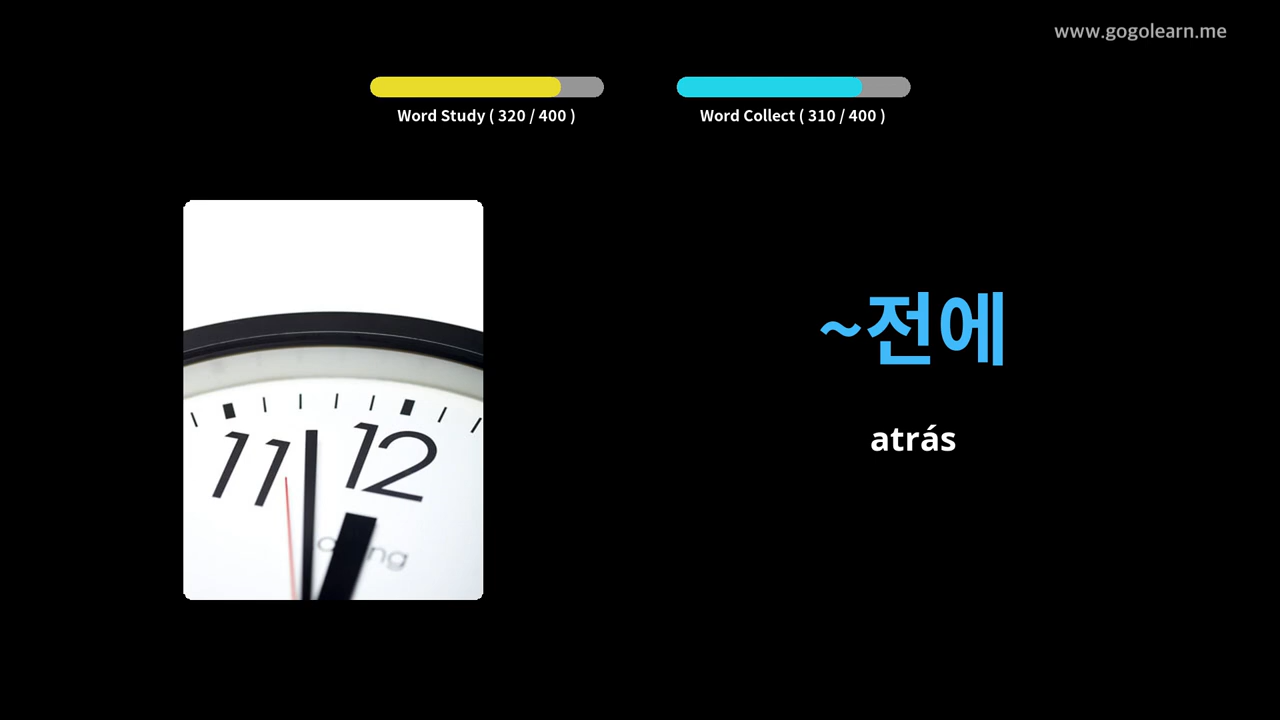 www.gogolearn.me
Word Study ( 320 / 400 )
Word Collect ( 310 / 400 )
11
12
~전에
atrás